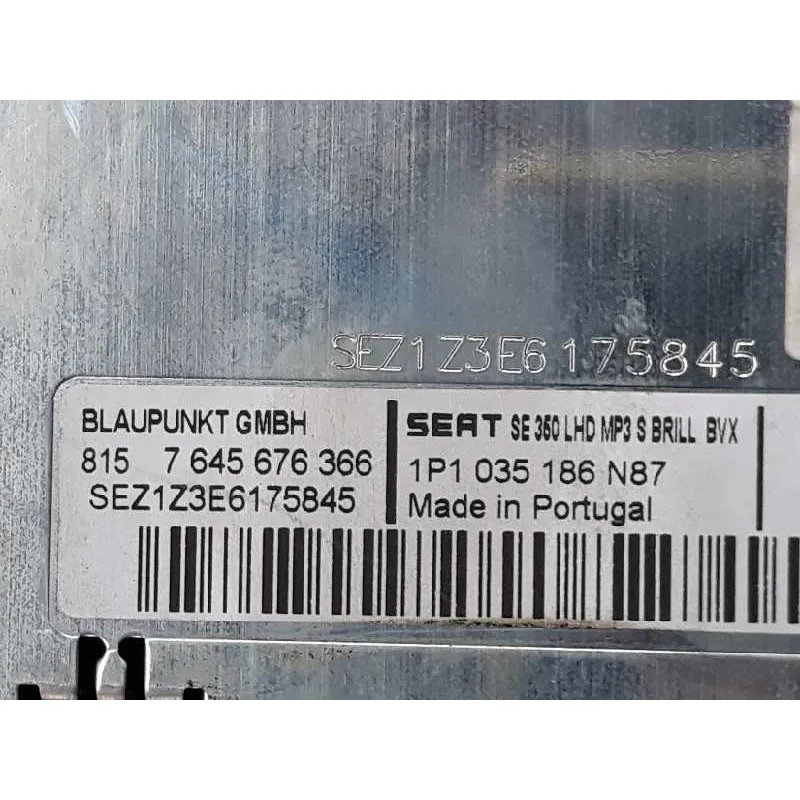 SEZ1Z3E6175845
BLAUPUNKT GMBH
815 7 645 676 366
SEZ1Z3E6175845
SEAT SE 350 LHD MP3 S BRILL BVX
1P1 035 186 N87
Made in Portugal